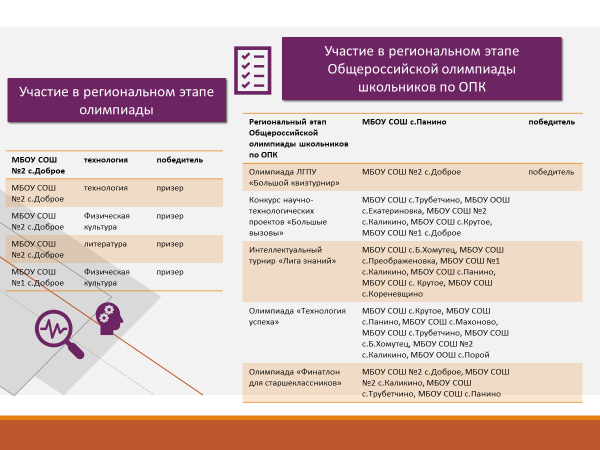 Участие в региональном этапе
олимпиады
МБОУ СОШ
№2 с.Доброе
технология
победитель
МБОУ СОШ
№2 с.Доброе
технология
призер
МБОУ СОШ
№2 с.Доброе
Физическая
культура
призер
МБОУ СОШ
№2 с.Доброе
литература
призер
МБОУ СОШ
№1 с.Доброе
Физическая
культура
призер
Участие в региональном этапе
Общероссийской олимпиады
школьников по ОПК
Региональный этап
Общероссийской
олимпиады школьников
по ОПК
МБОУ СОШ с.Панино
победитель
Олимпиада ЛГПУ
«Большой квизтурнир»
МБОУ СОШ №2 с.Доброе
победитель
Конкурс научно-
технологических
проектов «Большие
вызовы»
МБОУ СОШ с.Трубетчино, МБОУ ООШ
с.Екатериновка, МБОУ СОШ №2
с.Каликино, МБОУ СОШ с.Крутое,
МБОУ СОШ №1 с.Доброе
Интеллектуальный
турнир «Лига знаний»
МБОУ СОШ с.Б.Хомутец, МБОУ СОШ
с.Преображеновка, МБОУ СОШ №1
с.Каликино, МБОУ СОШ с.Панино,
МБОУ СОШ с. Крутое, МБОУ СОШ
с.Кореневщино
Олимпиада «Технология
успеха»
МБОУ СОШ с.Крутое, МБОУ СОШ
с.Панино, МБОУ СОШ с.Махоново,
МБОУ СОШ с.Трубетчино, МБОУ СОШ
с.Б.Хомутец, МБОУ СОШ №2
с.Каликино, МБОУ ООШ с.Порой
Олимпиада «Финатлон
для старшеклассников»
МБОУ СОШ №2 с.Доброе, МБОУ СОШ
№2 с.Каликино, МБОУ СОШ
с.Трубетчино, МБОУ СОШ с.Панино